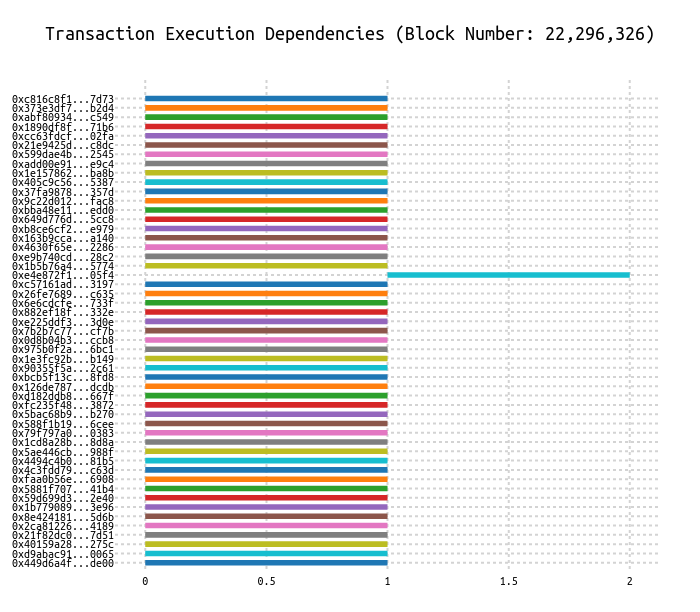 Transaction Execution Dependencies (Block Number: 22,296,326)
0xc816c8f1...7d73
0x373e3df7...b2d4
0xabf80934...c549
0x1890df8f...71b6
0xcc63fdcf...02fa
0x21e9425d...c8dc
0x599dae4b...2545
0xadd00e91...e9c4
0x1e157862...ba8b
0x405c9c56...5387
0x37fa9878...357d
0x9c22d012...fac8
0xbba48e11...edd0
0x649d776d...5cc8
0xb8ce6cf2...e979
0x163b9cca...a140
0x4630f65e...2286
0xe9b740cd...28c2
0x1b5b76a4...5774
0xe4e872f1...05f4
0xc57161ad...3197
0x26fe7689...c635
0x6e6cdcfe...733f
0x882ef18f...332e
0xe225ddf3...3d0e
0x7b2b7c77...cf7b
0x0d8b04b3...ccb8
0x975b0f2a...6bc1
0x1e3fc92b...b149
0x90355f5a...2c61
0xbcb5f13c...8fd8
0x126de787...dcdb
0xd182ddb8...667f
0xfc235f48...3872
0x5bac68b9...b270
0x588f1b19...6cee
0x79f797a0...0383
0x1cd8a28b...8d8a
0x5ae446cb...988f
0x4494c4b0...81b5
0x4c3fdd79...c63d
0xfaa0b56e...6908
0x5881f707...41b4
0x59d699d3...2e40
0x1b779089...3e96
0x8e424181...5d6b
0x2ca81226...4189
0x21f82dc0...7d51
0x40159a28...275c
0xd9abac91...0065
0x449d6a4f...de00
0 0.5 1 1.5 2